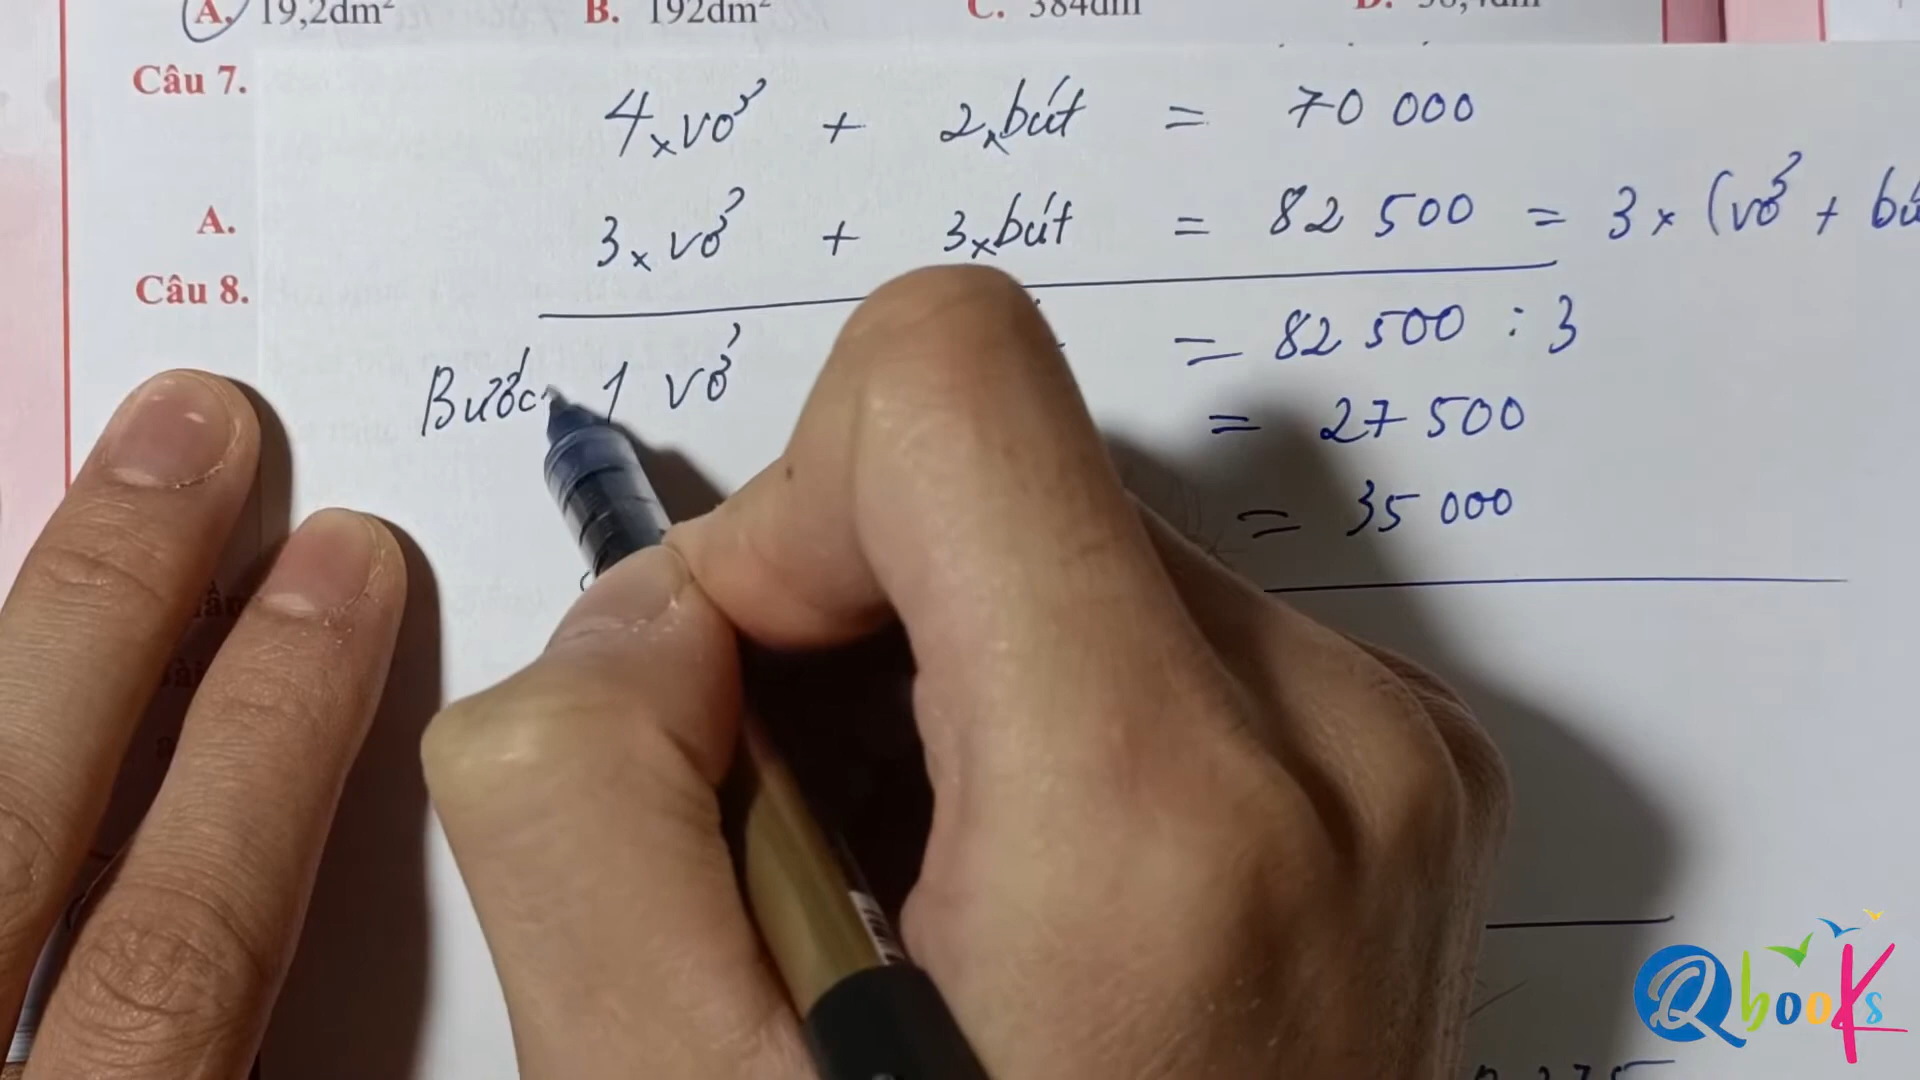 A. 19,2dm² B. 192dm² C. 384dm
Câu 7.
4 x vở + 2 x bút = 70 000
A.
3 x vở + 3 x bút = 82 500 = 3 x (vở +
Câu 8.
= 82 500 : 3
Bước 1 vở
= 27 500
= 35 000
Qbooks